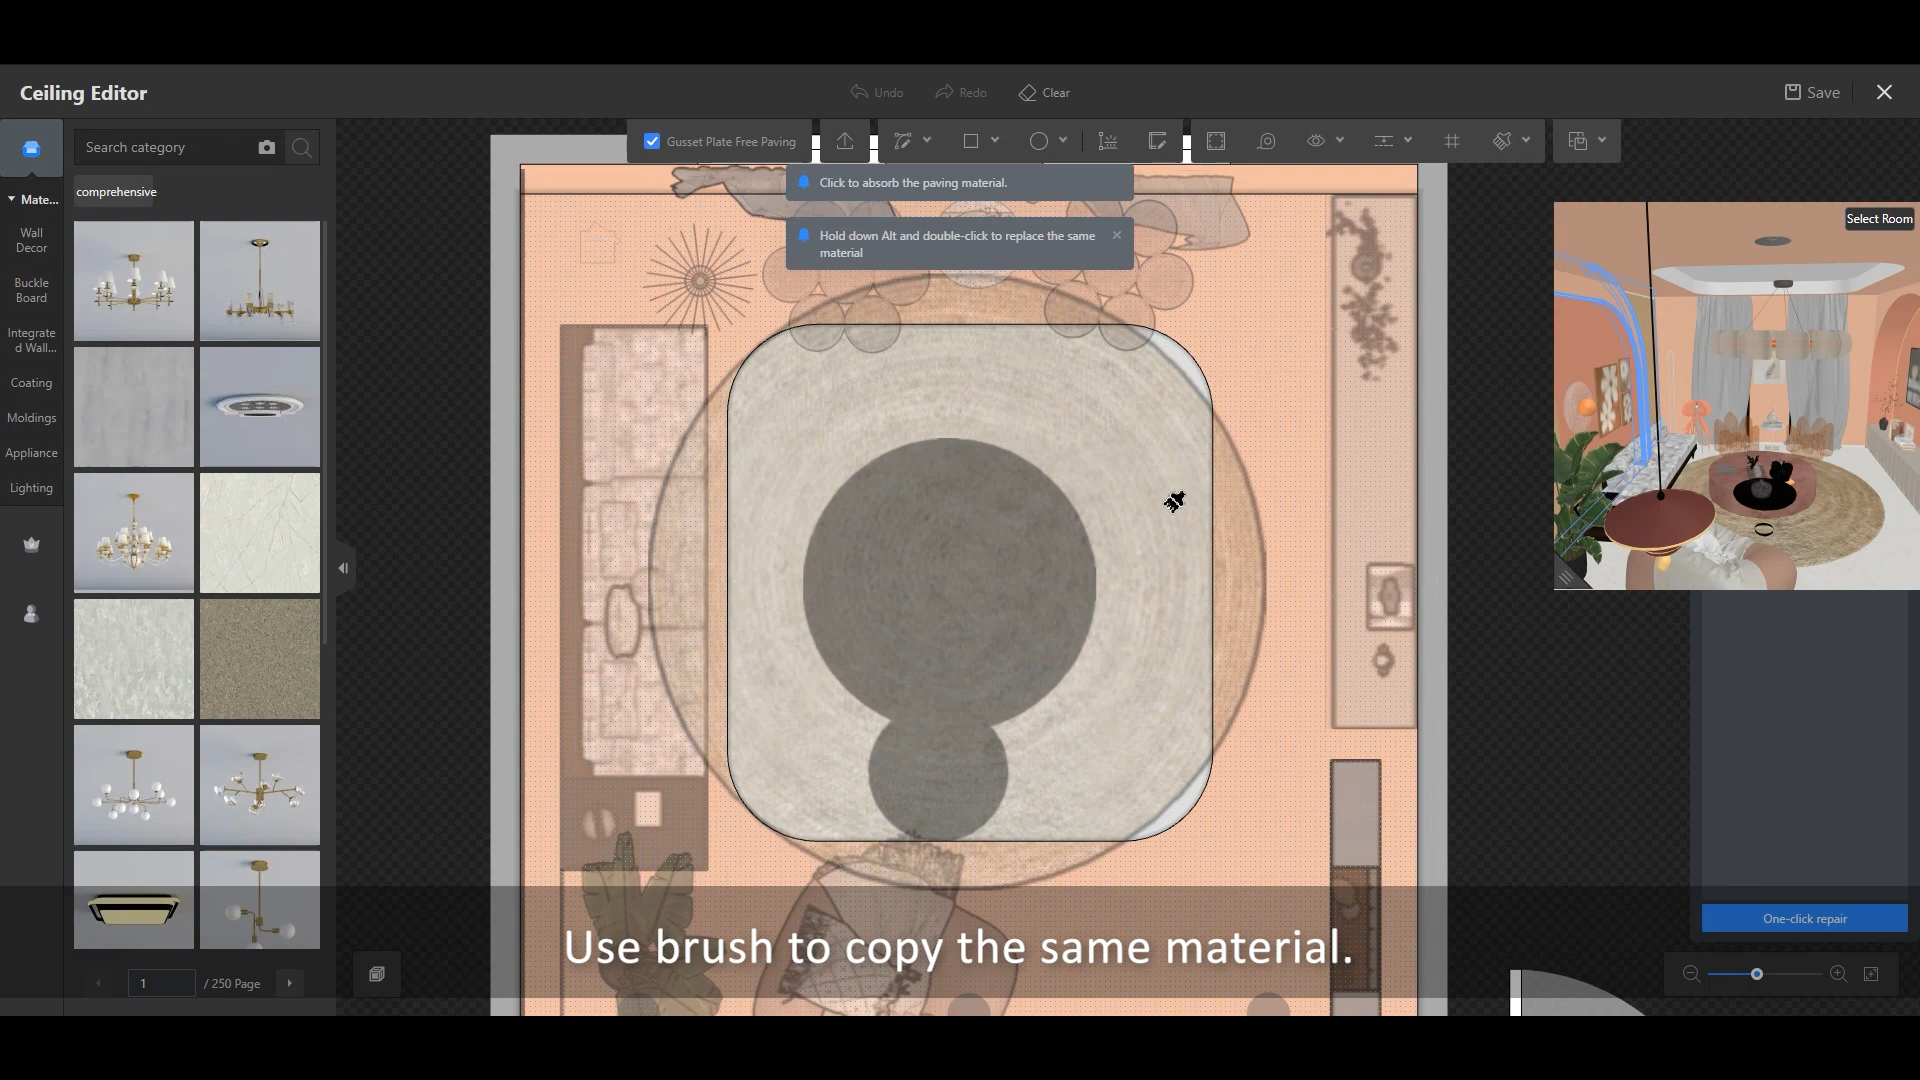 Ceiling Editor
Undo
Redo
Clear
Save
Search category
Gusset Plate Free Paving
comprehensive
Mate...
Wall
Decor
Buckle
Board
Integrate
d Wall...
Coating
Moldings
Appliance
Lighting
Click to absorb the paving material.
Hold down Alt and double-click to replace the same
material
Select Room
One-click repair
Use brush to copy the same material.
1
/ 250 Page